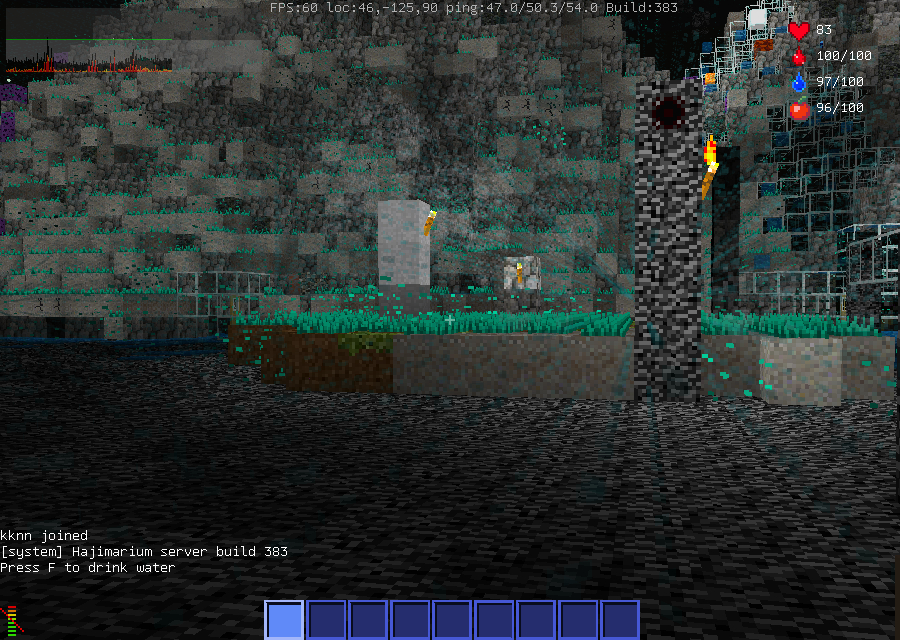 FPS:60 loc:46,-125,90 ping:47.0/50.3/54.0 Build:383
83
100/100
97/100
96/100
kknn joined
[system] Hajimarium server build 383
Press F to drink water